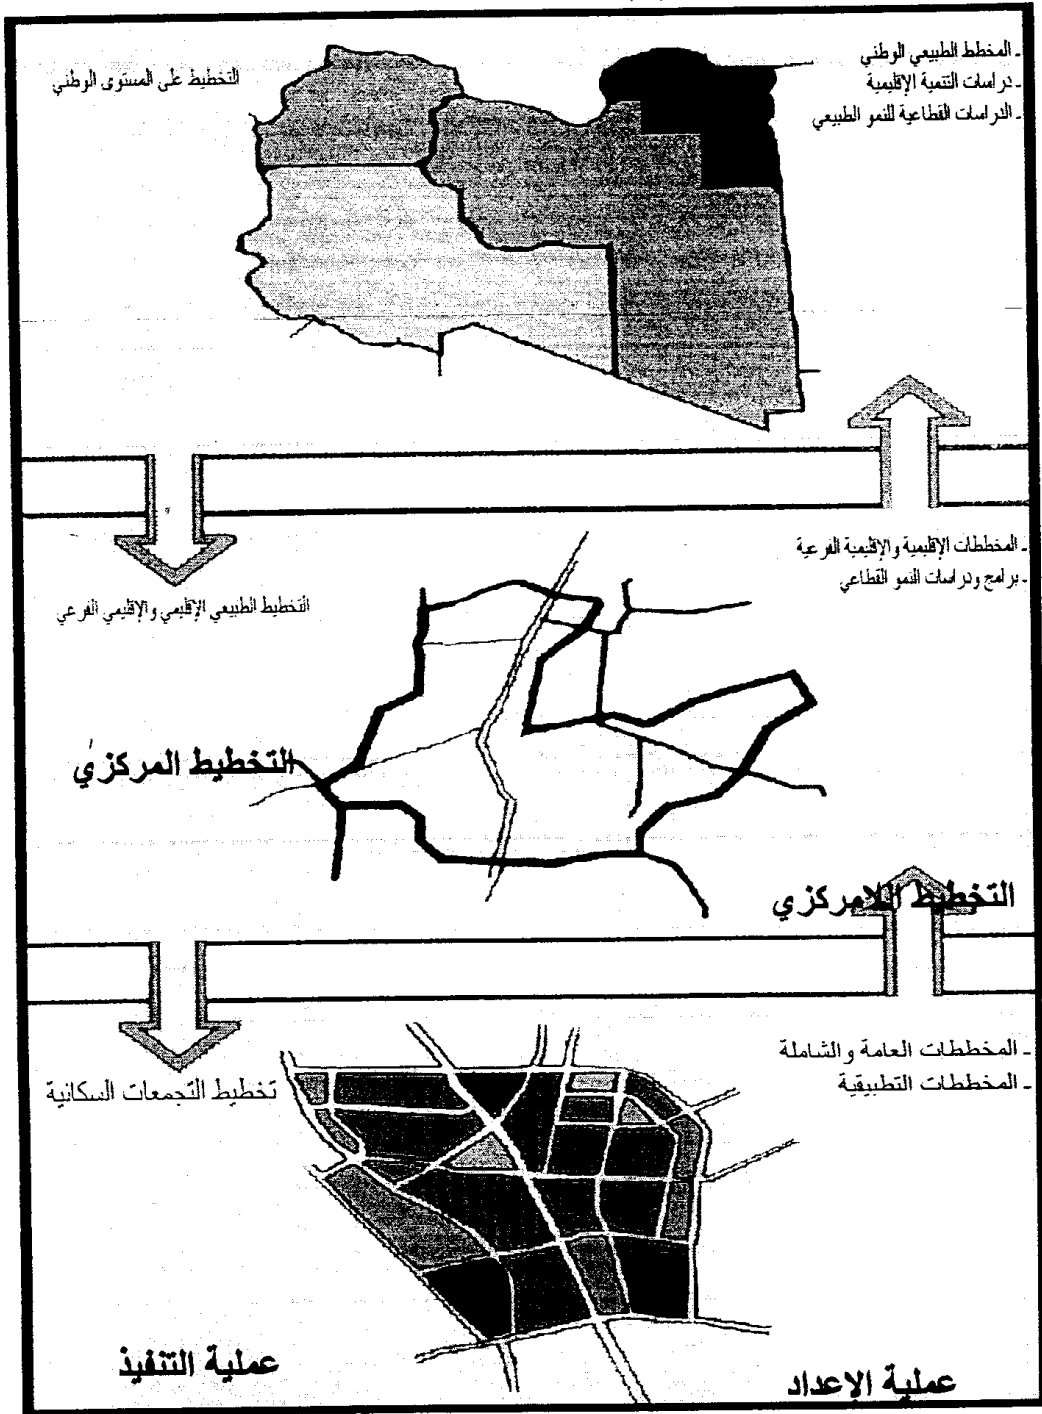 - المخطط الطبيعي الوطني
- دراسات التنمية الإقليمية
- الدراسات القطاعية للنمو الطبيعي
التخطيط على المستوى الوطني
- المخططات الإقليمية والإقليمية الفرعية
- برامج ودراسات النمو القطاعي
التخطيط الطبيعي الإقليمي والإقليمي الفرعي
التخطيط المركزي
التخطيط اللامركزي
- المخططات العامة والشاملة
- المخططات التطبيقية
تخطيط التجمعات السكانية
عملية الإعداد
عملية التنفيذ